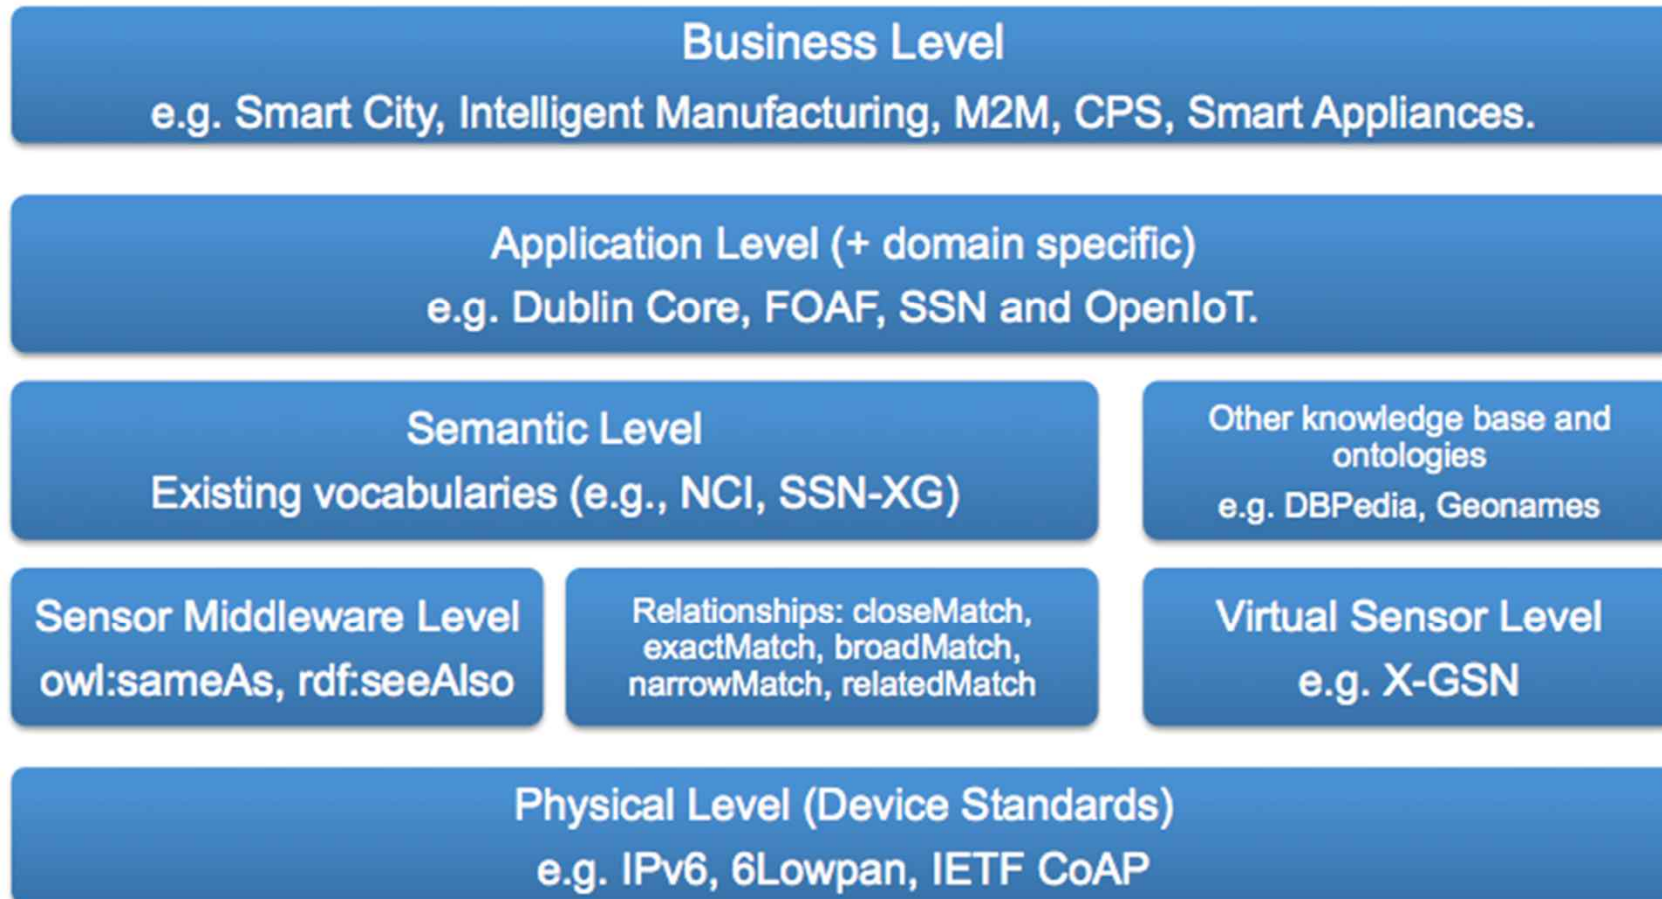 Business Level
e.g. Smart City, Intelligent Manufacturing, M2M, CPS, Smart Appliances.
Application Level (+ domain specific)
e.g. Dublin Core, FOAF, SSN and OpenIoT.
Semantic Level
Existing vocabularies (e.g., NCI, SSN-XG)
Other knowledge base and
ontologies
e.g. DBPedia, Geonames
Sensor Middleware Level
owl:sameAs, rdf:seeAlso
Relationships: closeMatch,
exactMatch, broadMatch,
narrowMatch, relatedMatch
Virtual Sensor Level
e.g. X-GSN
Physical Level (Device Standards)
e.g. IPv6, 6Lowpan, IETF CoAP